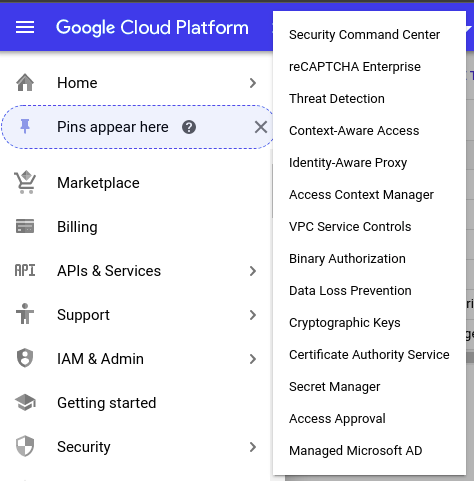 Google Cloud Platform
Home
Pins appear here
?
Marketplace
Billing
API APIs & Services
Support
IAM & Admin
Getting started
Security
Security Command Center
reCAPTCHA Enterprise
Threat Detection
Context-Aware Access
Identity-Aware Proxy
Access Context Manager
VPC Service Controls
Binary Authorization
Data Loss Prevention
Cryptographic Keys
Certificate Authority Service
Secret Manager
Access Approval
Managed Microsoft AD